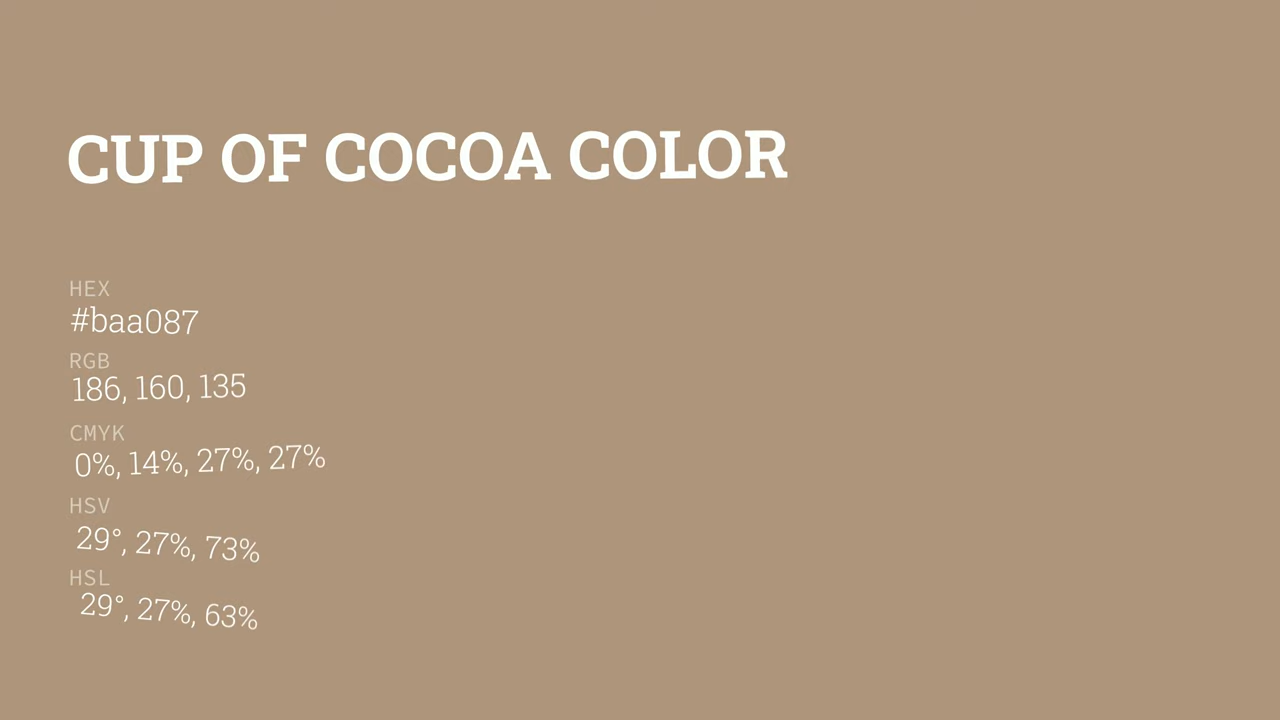 CUP OF COCOA COLOR
HEX
#baa087
RGB
186, 160, 135
CMYK
0%, 14%, 27%, 27%
HSV
29°, 27%, 73%
HSL
29°, 27%, 63%